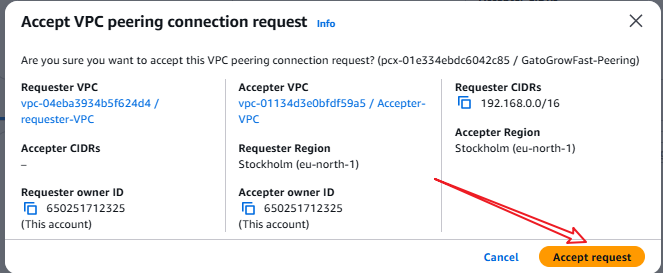 Accept VPC peering connection request Info
Are you sure you want to accept this VPC peering connection request? (pcx-01e334ebdc6042c85 / GatoGrowFast-Peering)
Requester VPC
vpc-04eba3934b5f624d4 /
requester-VPC
Accepter CIDRs
–
Requester owner ID
650251712325
(This account)
Accepter VPC
vpc-01134d3e0bfdf59a5 / Accepter-
VPC
Requester Region
Stockholm (eu-north-1)
Accepter owner ID
650251712325
(This account)
Requester CIDRs
192.168.0.0/16
Accepter Region
Stockholm (eu-north-1)
Cancel
Accept request